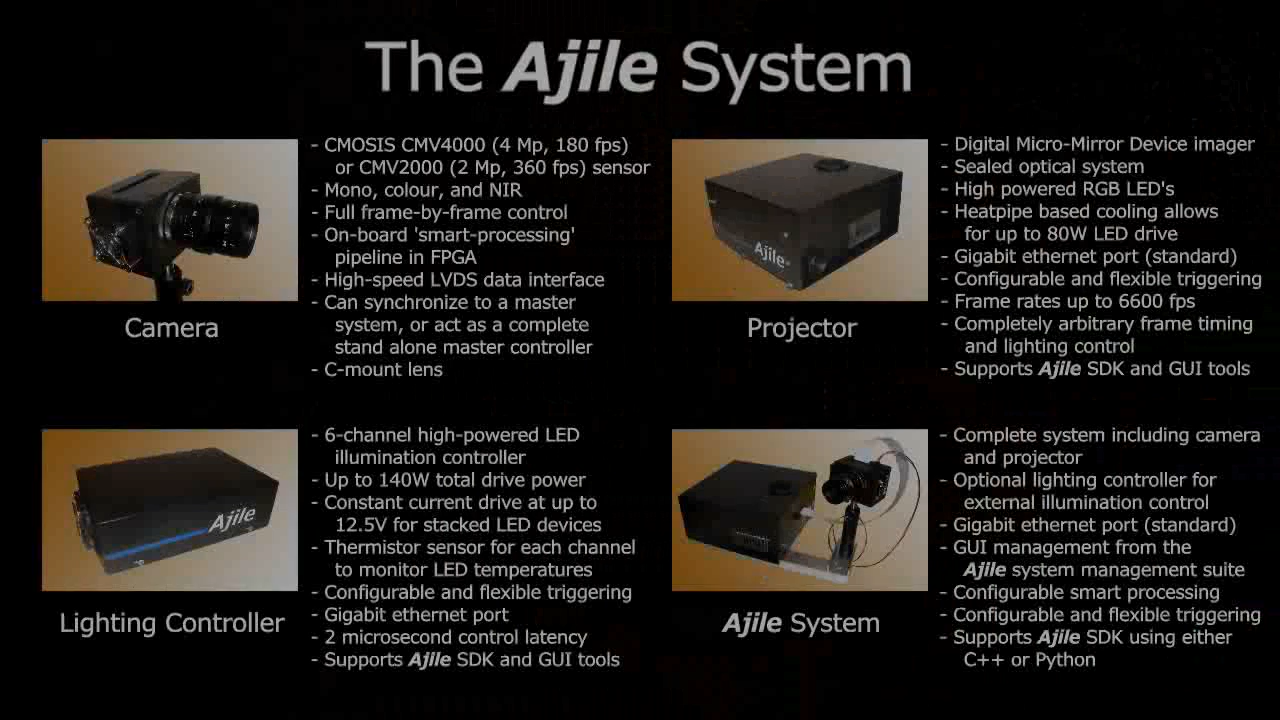 The Ajile System
- CMOSIS CMV4000 (4 Mp, 180 fps)
or CMV2000 (2 Mp, 360 fps) sensor
- Mono, colour, and NIR
- Full frame-by-frame control
- On-board 'smart-processing'
pipeline in FPGA
- High-speed LVDS data interface
- Can synchronize to a master
system, or act as a complete
stand alone master controller
- C-mount lens
Camera
Ajile
- Digital Micro-Mirror Device imager
- Sealed optical system
- High powered RGB LED's
- Heatpipe based cooling allows
for up to 80W LED drive
- Gigabit ethernet port (standard)
- Configurable and flexible triggering
- Frame rates up to 6600 fps
- Completely arbitrary frame timing
and lighting control
- Supports Ajile SDK and GUI tools
Projector
Ajile
- 6-channel high-powered LED
illumination controller
- Up to 140W total drive power
- Constant current drive at up to
12.5V for stacked LED devices
- Thermistor sensor for each channel
to monitor LED temperatures
- Configurable and flexible triggering
- Gigabit ethernet port
- 2 microsecond control latency
- Supports Ajile SDK and GUI tools
Lighting Controller
- Complete system including camera
and projector
- Optional lighting controller for
external illumination control
- Gigabit ethernet port (standard)
- GUI management from the
Ajile system management suite
- Configurable smart processing
- Configurable and flexible triggering
- Supports Ajile SDK using either
C++ or Python
Ajile System